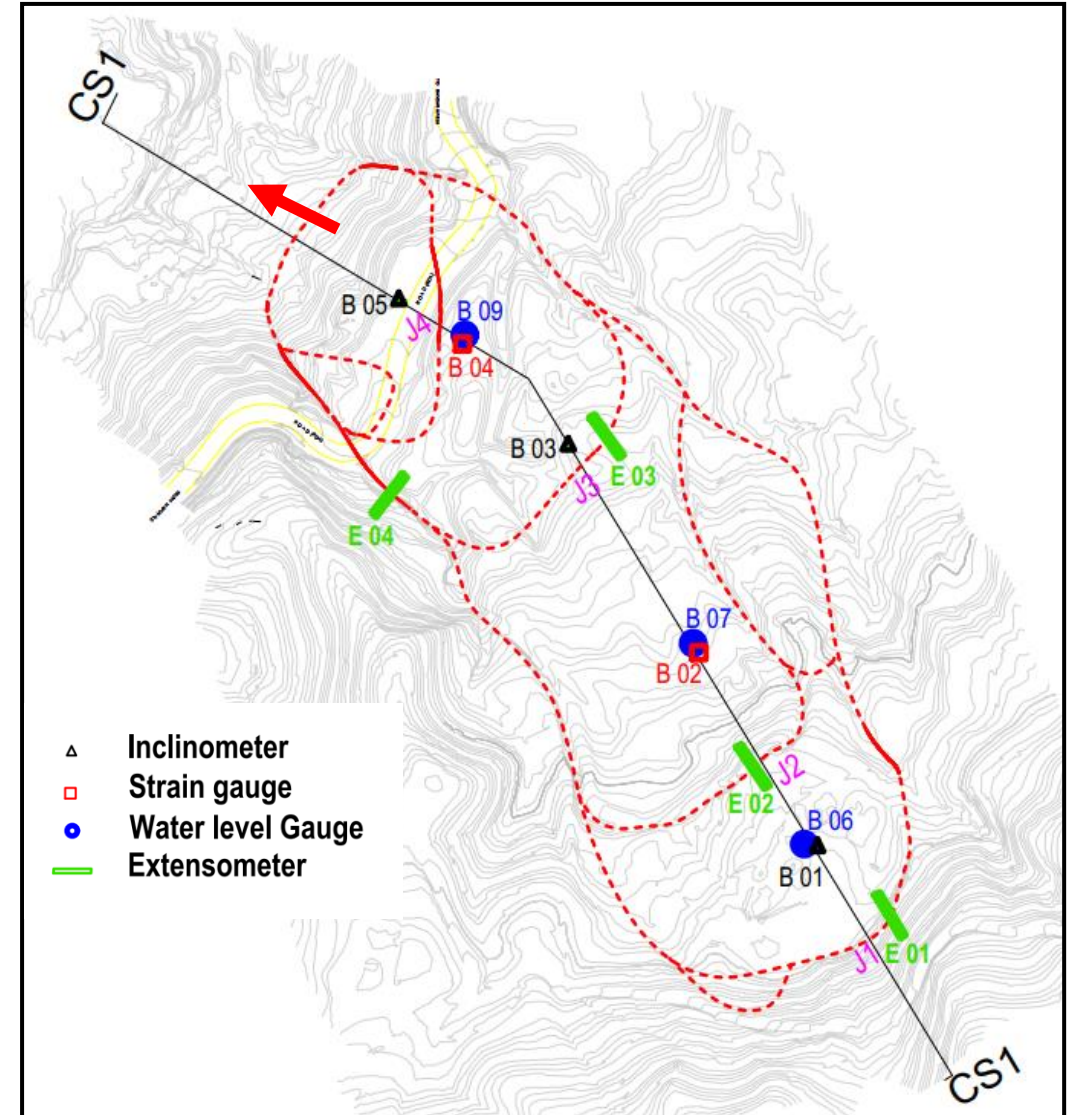 CS1
B 05
J4
B 09
B 04
B 03
E 03
J3
E 04
B 07
B 02
J2
E 02
B 06
B 01
J1
E 01
CS1
Inclinometer
Strain gauge
Water level Gauge
Extensometer